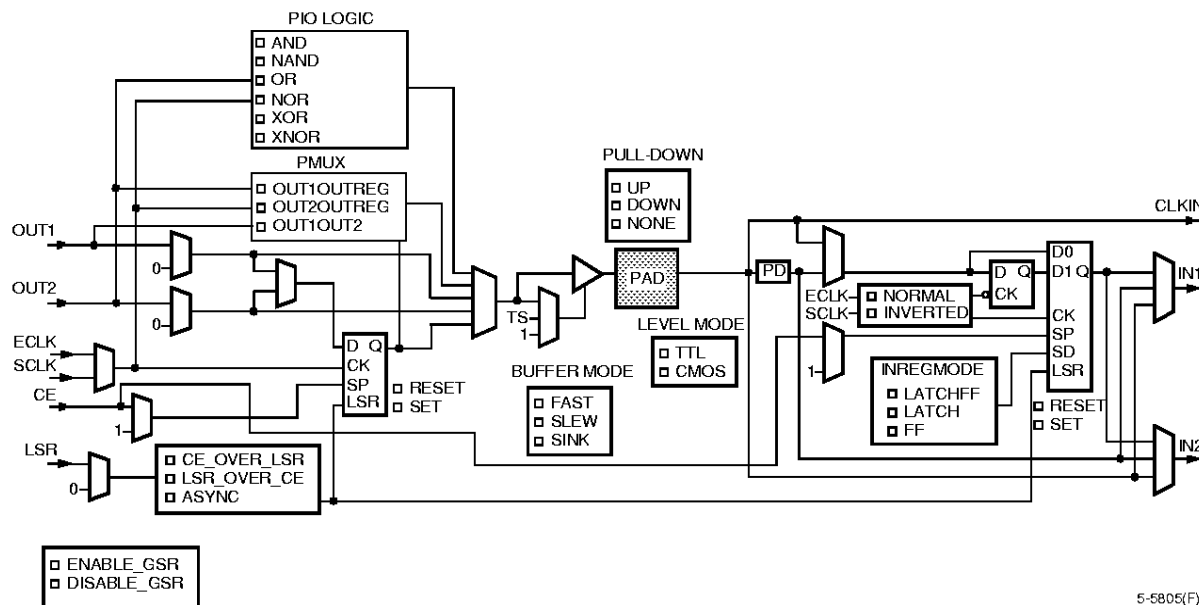 PIO LOGIC
AND
NAND
OR
NOR
XOR
XNOR
PMUX
OUT1OUTREG
OUT2OUTREG
OUT1OUT2
OUT1
0
OUT2
0
ECLK
SCLK
CE
1
LSR
0
D Q
CK
SP
LSR
RESET
SET
CE_OVER_LSR
LSR_OVER_CE
ASYNC
ENABLE_GSR
DISABLE_GSR
TS
1
BUFFER MODE
FAST
SLEW
SINK
PULL-DOWN
UP
DOWN
NONE
PAD
LEVEL MODE
TTL
CMOS
PD
ECLK
SCLK
NORMAL
INVERTED
1
D Q
CK
D0
D1 Q
CK
SP
SD
LSR
INREGMODE
LATCHFF
LATCH
FF
RESET
SET
CLKIN
IN1
IN2
5-5805(F)